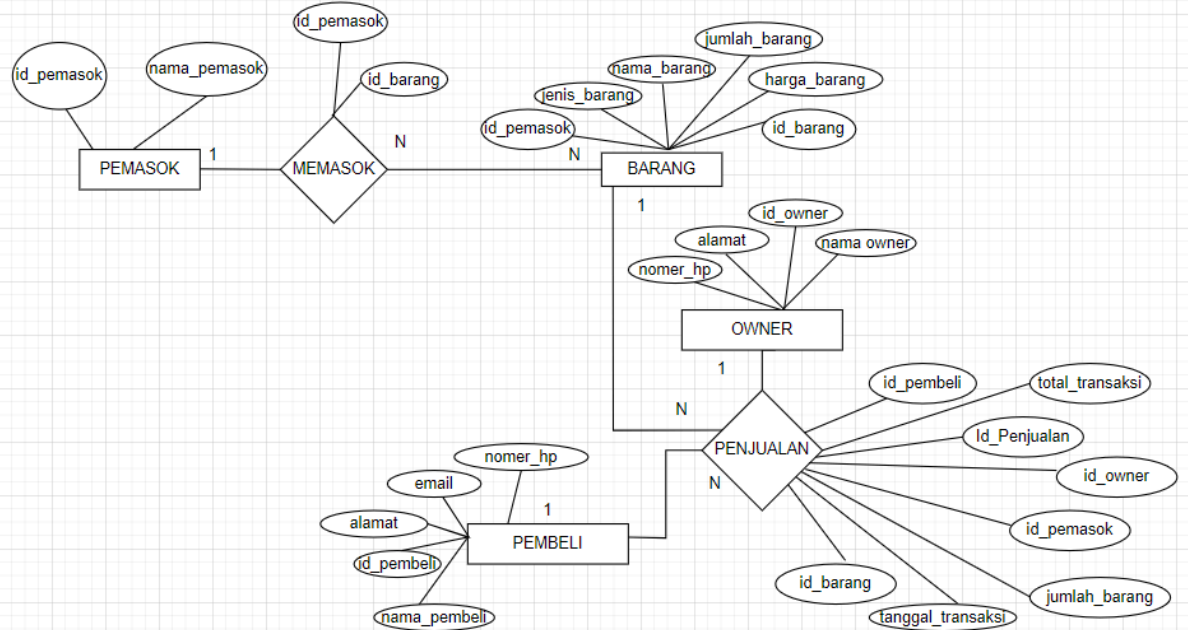 id_pemasok
jumlah_barang
id_pemasok
nama_pemasok
nama_barang
id_barang
harga_barang
jenis_barang
id_pemasok
id_barang
N
1
N
PEMASOK
MEMASOK
BARANG
1
id_owner
alamat
nama owner
nomer_hp
OWNER
1
id_pembeli
total_transaksi
N
Id_Penjualan
PENJUALAN
nomer_hp
id_owner
email
N
1
alamat
id_pemasok
PEMBELI
id_pembeli
id_barang
jumlah_barang
nama_pembeli
tanggal_transaksi